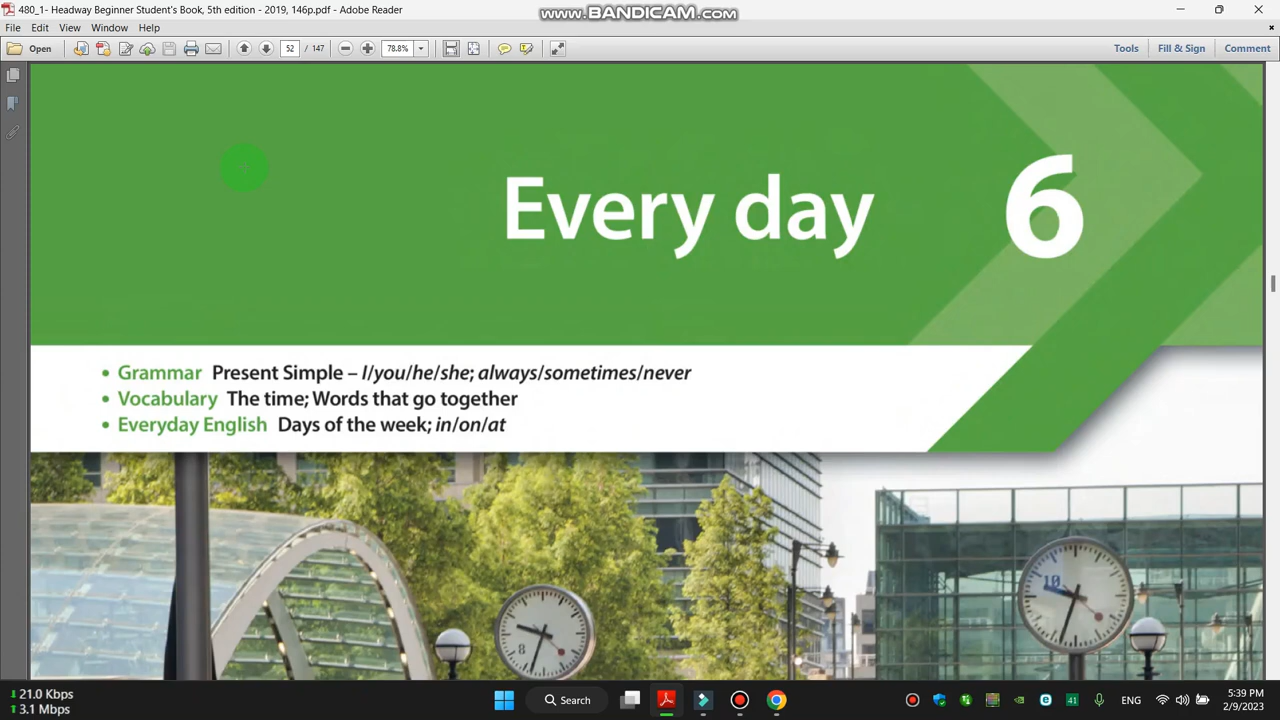 480_1- Headway Beginner Student's Book, 5th edition - 2019, 146p.pdf - Adobe Reader
www.BANDICAM.com
File Edit View Window Help
Open 52 / 147 78.8% Tools Fill & Sign Comment
Every day 6
• Grammar Present Simple – I/you/he/she; always/sometimes/never
• Vocabulary The time; Words that go together
• Everyday English Days of the week; in/on/at
10
8
21.0 Kbps
3.1 Mbps
Search
41
ENG
5:39 PM
2/9/2023